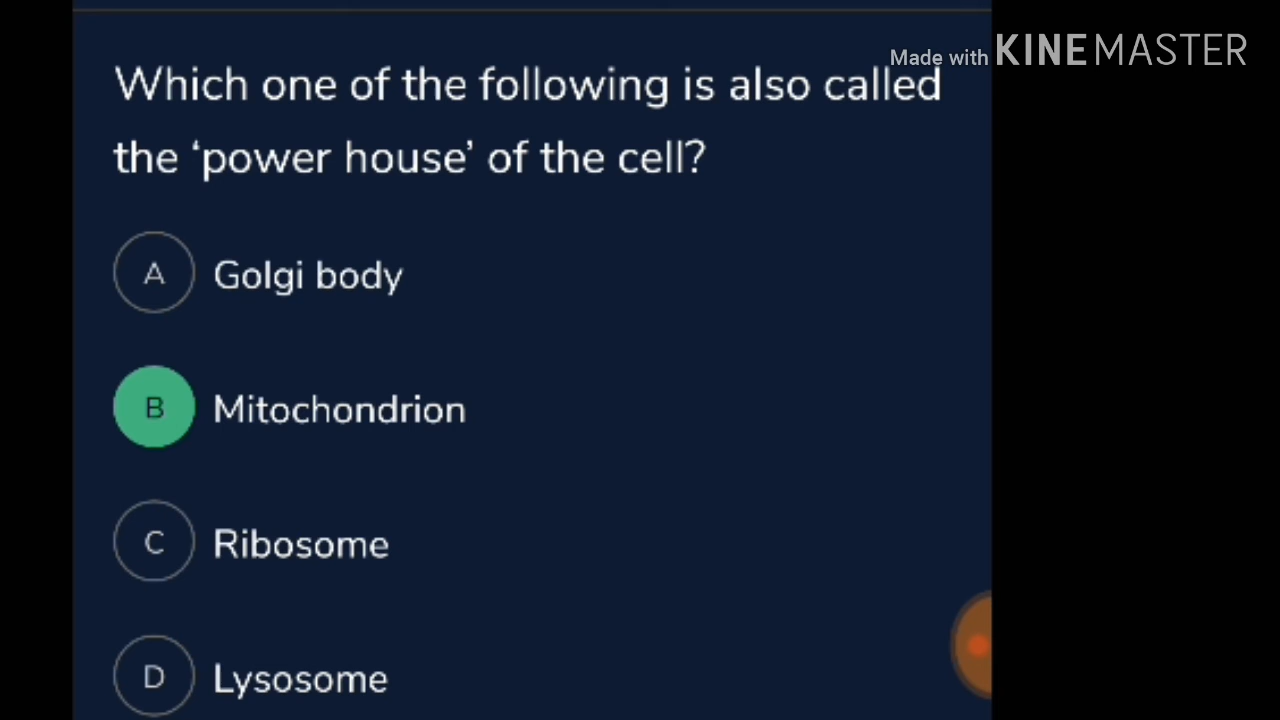 Made with KINEMASTER
Which one of the following is also called
the ‘power house’ of the cell?
A Golgi body
B Mitochondrion
C Ribosome
D Lysosome